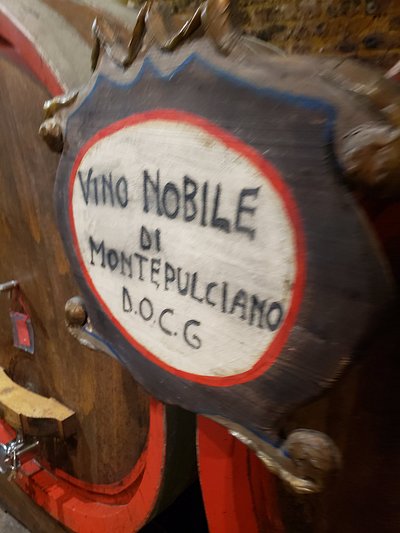 VINO NOBILE
DI
MONTEPULCIANO
D.O.C.G